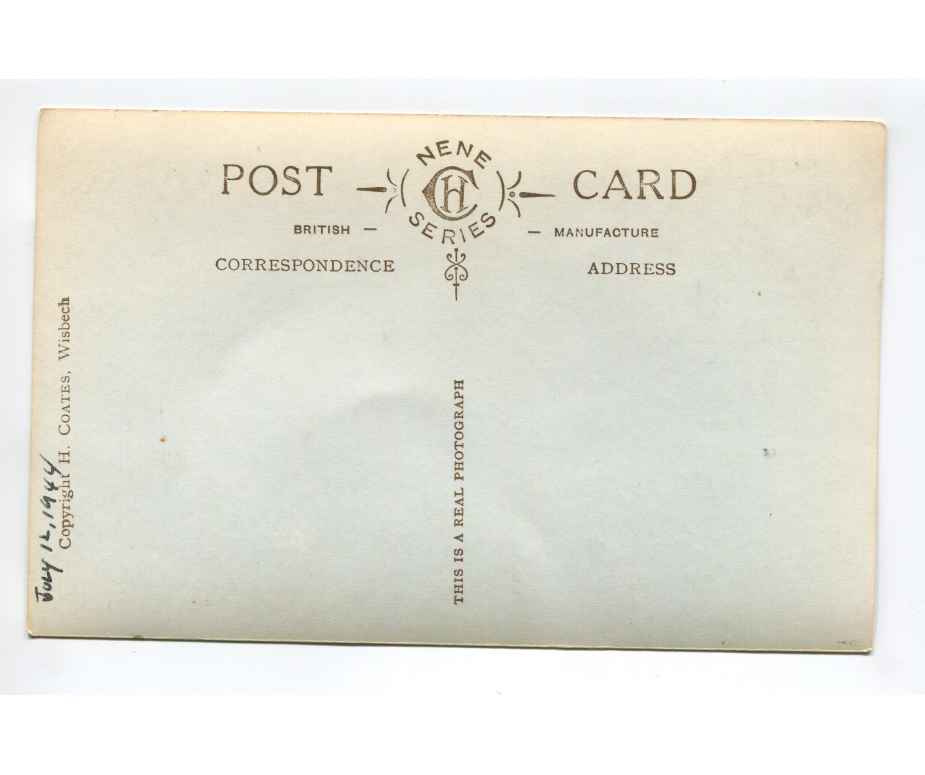 NENE
POST CARD
CH
SERIES
BRITISH — — MANUFACTURE
CORRESPONDENCE ADDRESS
THIS IS A REAL PHOTOGRAPH
Copyright H. COATES, Wisbech
July 12, 1944